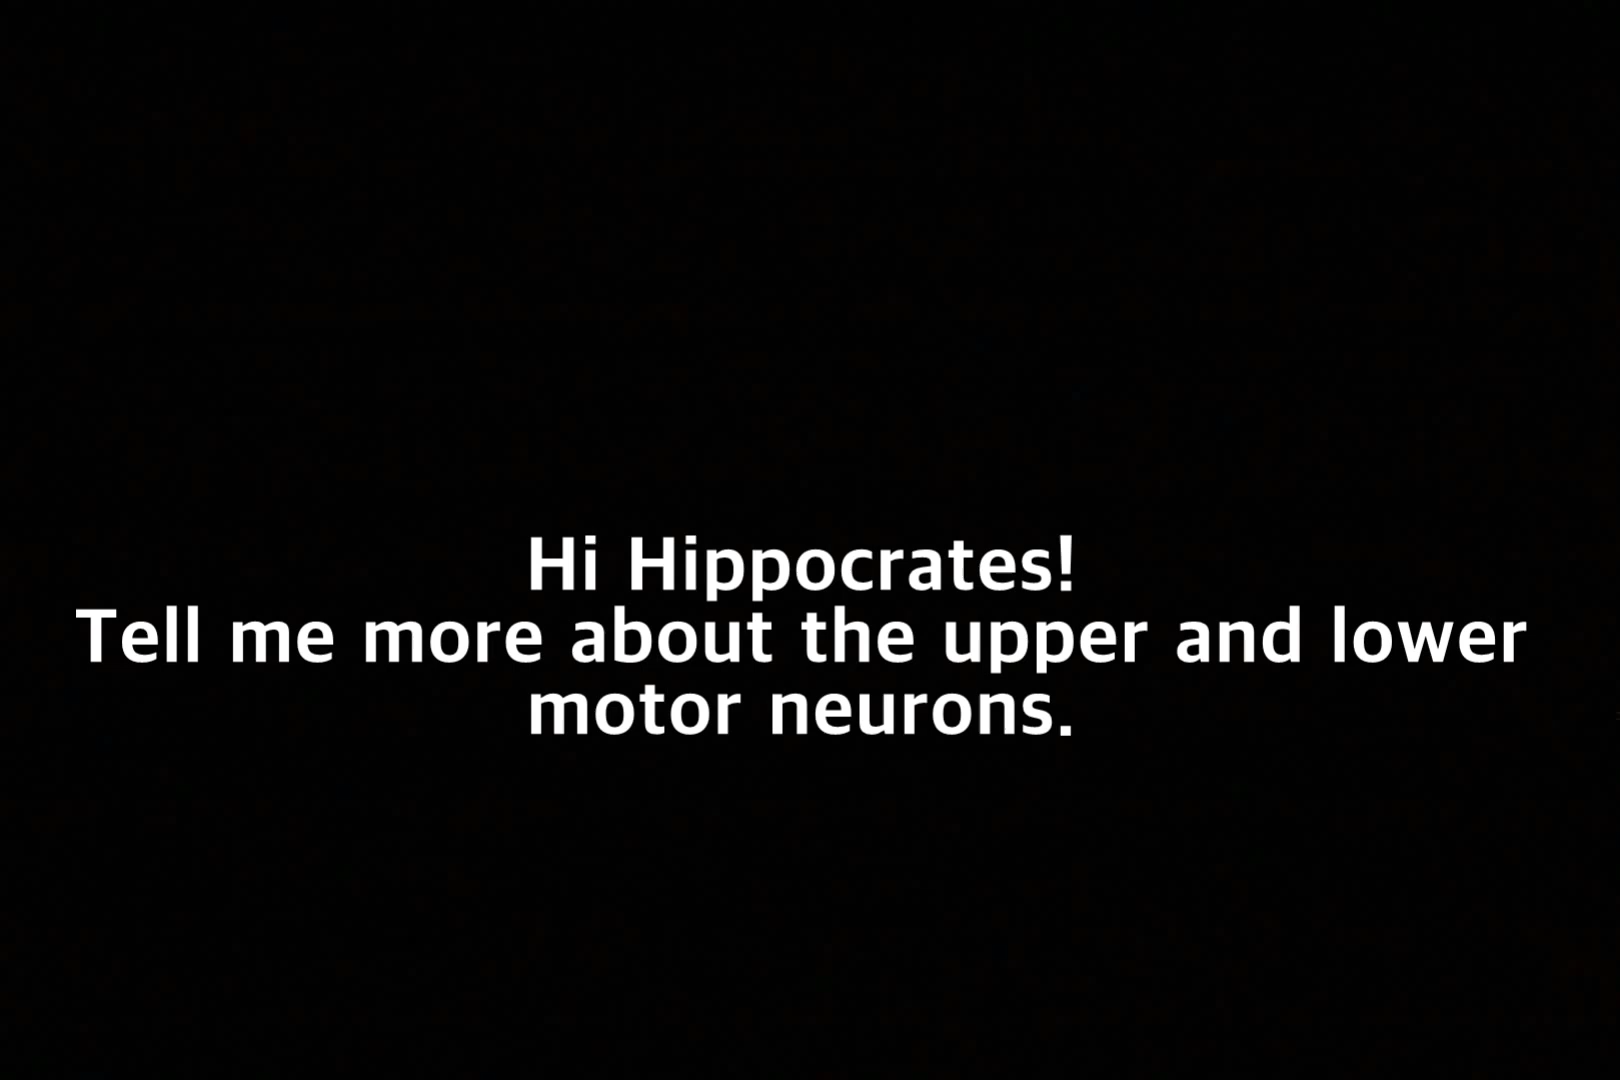 Hi Hippocrates!
Tell me more about the upper and lower
motor neurons.